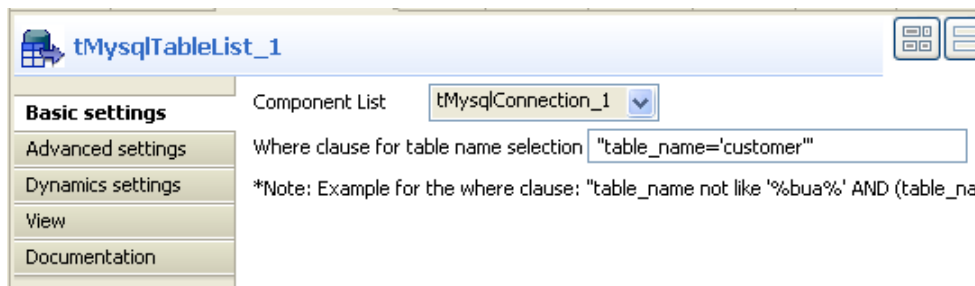 tMysqlTableList_1
Basic settings
Advanced settings
Dynamics settings
View
Documentation
Component List tMysqlConnection_1
Where clause for table name selection "table_name='customer'"
*Note: Example for the where clause: "table_name not like '%bua%' AND (table_na